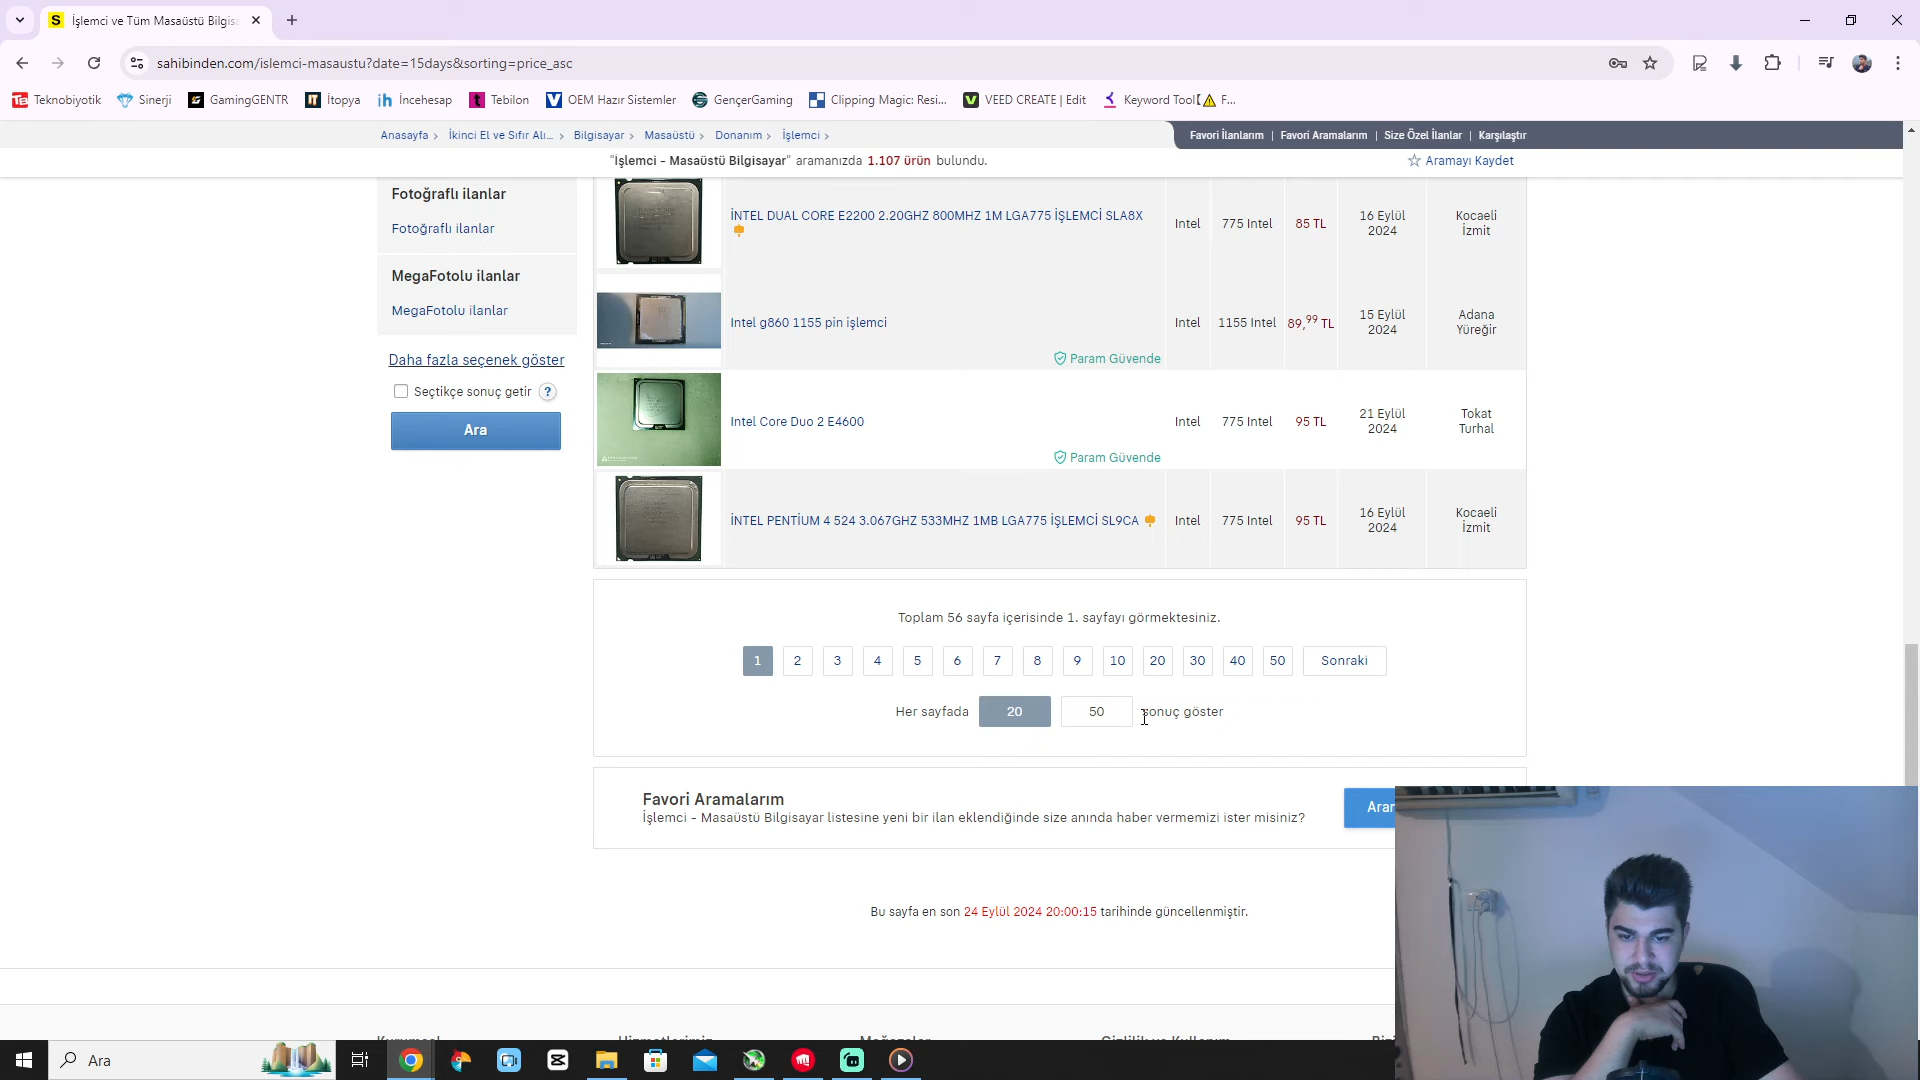 İşlemci ve Tüm Masaüstü Bilgisa
sahibinden.com/islemci-masaustu?date=15days&sorting=price_asc
Teknobiyotik
Sinerji
GamingGENTR
İtopya
İncehesap
Tebilon
OEM Hazır Sistemler
GençerGaming
Clipping Magic: Resi...
VEED CREATE | Edit
Keyword Tool【⚠ F...
Anasayfa > İkinci El ve Sıfır Alı... > Bilgisayar > Masaüstü > Donanım > İşlemci >
Favori İlanlarım | Favori Aramalarım | Size Özel İlanlar | Karşılaştır
"İşlemci - Masaüstü Bilgisayar" aramanızda 1.107 ürün bulundu.
Aramayı Kaydet
Fotoğraflı ilanlar
Fotoğraflı ilanlar
MegaFotolu ilanlar
MegaFotolu ilanlar
Daha fazla seçenek göster
Seçtikçe sonuç getir ?
Ara
İNTEL DUAL CORE E2200 2.20GHZ 800MHZ 1M LGA775 İŞLEMCİ SLA8X
Intel
775 Intel
85 TL
16 Eylül
2024
Kocaeli
İzmit
Intel g860 1155 pin işlemci
Param Güvende
Intel
1155 Intel
89,99 TL
15 Eylül
2024
Adana
Yüreğir
Intel Core Duo 2 E4600
Param Güvende
Intel
775 Intel
95 TL
21 Eylül
2024
Tokat
Turhal
İNTEL PENTİUM 4 524 3.067GHZ 533MHZ 1MB LGA775 İŞLEMCİ SL9CA
Intel
775 Intel
95 TL
16 Eylül
2024
Kocaeli
İzmit
Toplam 56 sayfa içerisinde 1. sayfayı görmektesiniz.
1 2 3 4 5 6 7 8 9 10 20 30 40 50 Sonraki
Her sayfada 20 50 sonuç göster
Favori Aramalarım
İşlemci - Masaüstü Bilgisayar listesine yeni bir ilan eklendiğinde size anında haber vermemizi ister misiniz?
Arar
Bu sayfa en son 24 Eylül 2024 20:00:15 tarihinde güncellenmiştir.
Kurumsal
Hizmetlerimiz
Mağazalar
Gizlilik ve Kullanım
Ara